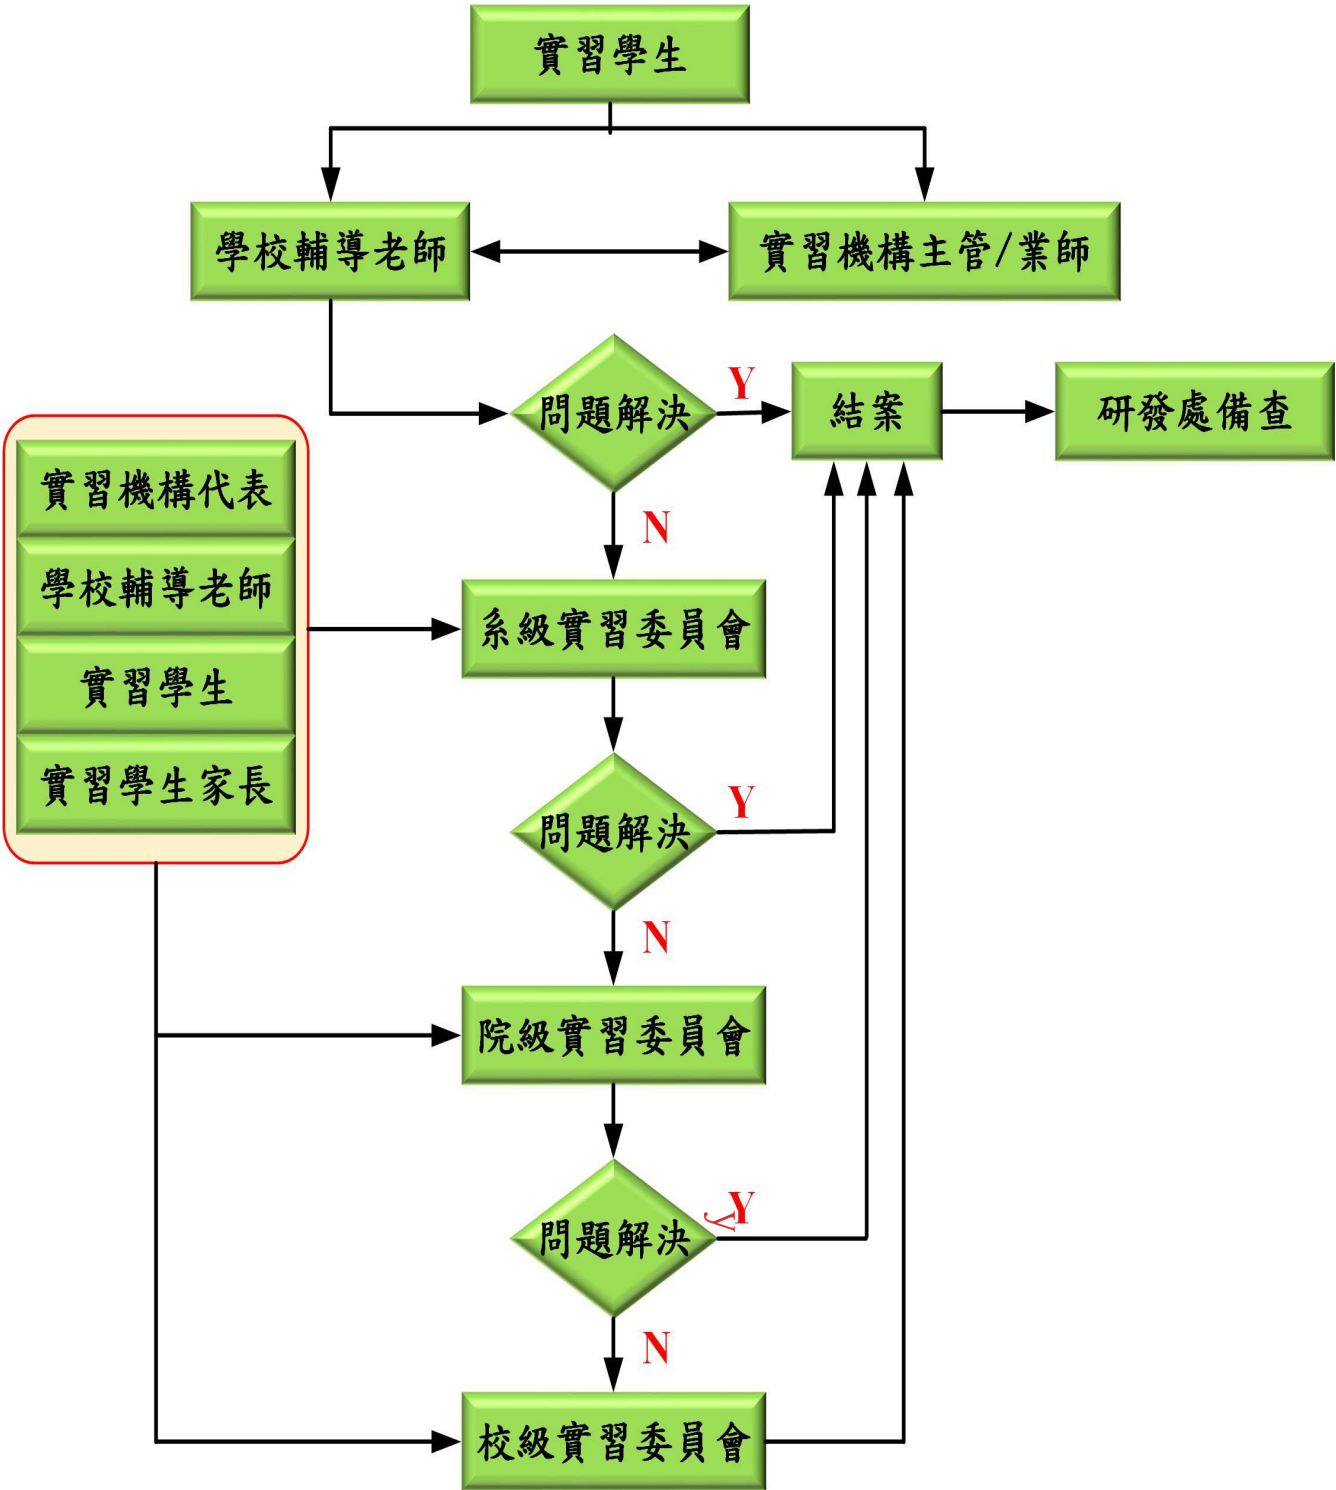 實習學生
學校輔導老師
實習機構主管/業師
問題解決
Y
結案
研發處備查
N
實習機構代表
學校輔導老師
實習學生
實習學生家長
系級實習委員會
問題解決
Y
N
院級實習委員會
問題解決
Y
y
N
校級實習委員會